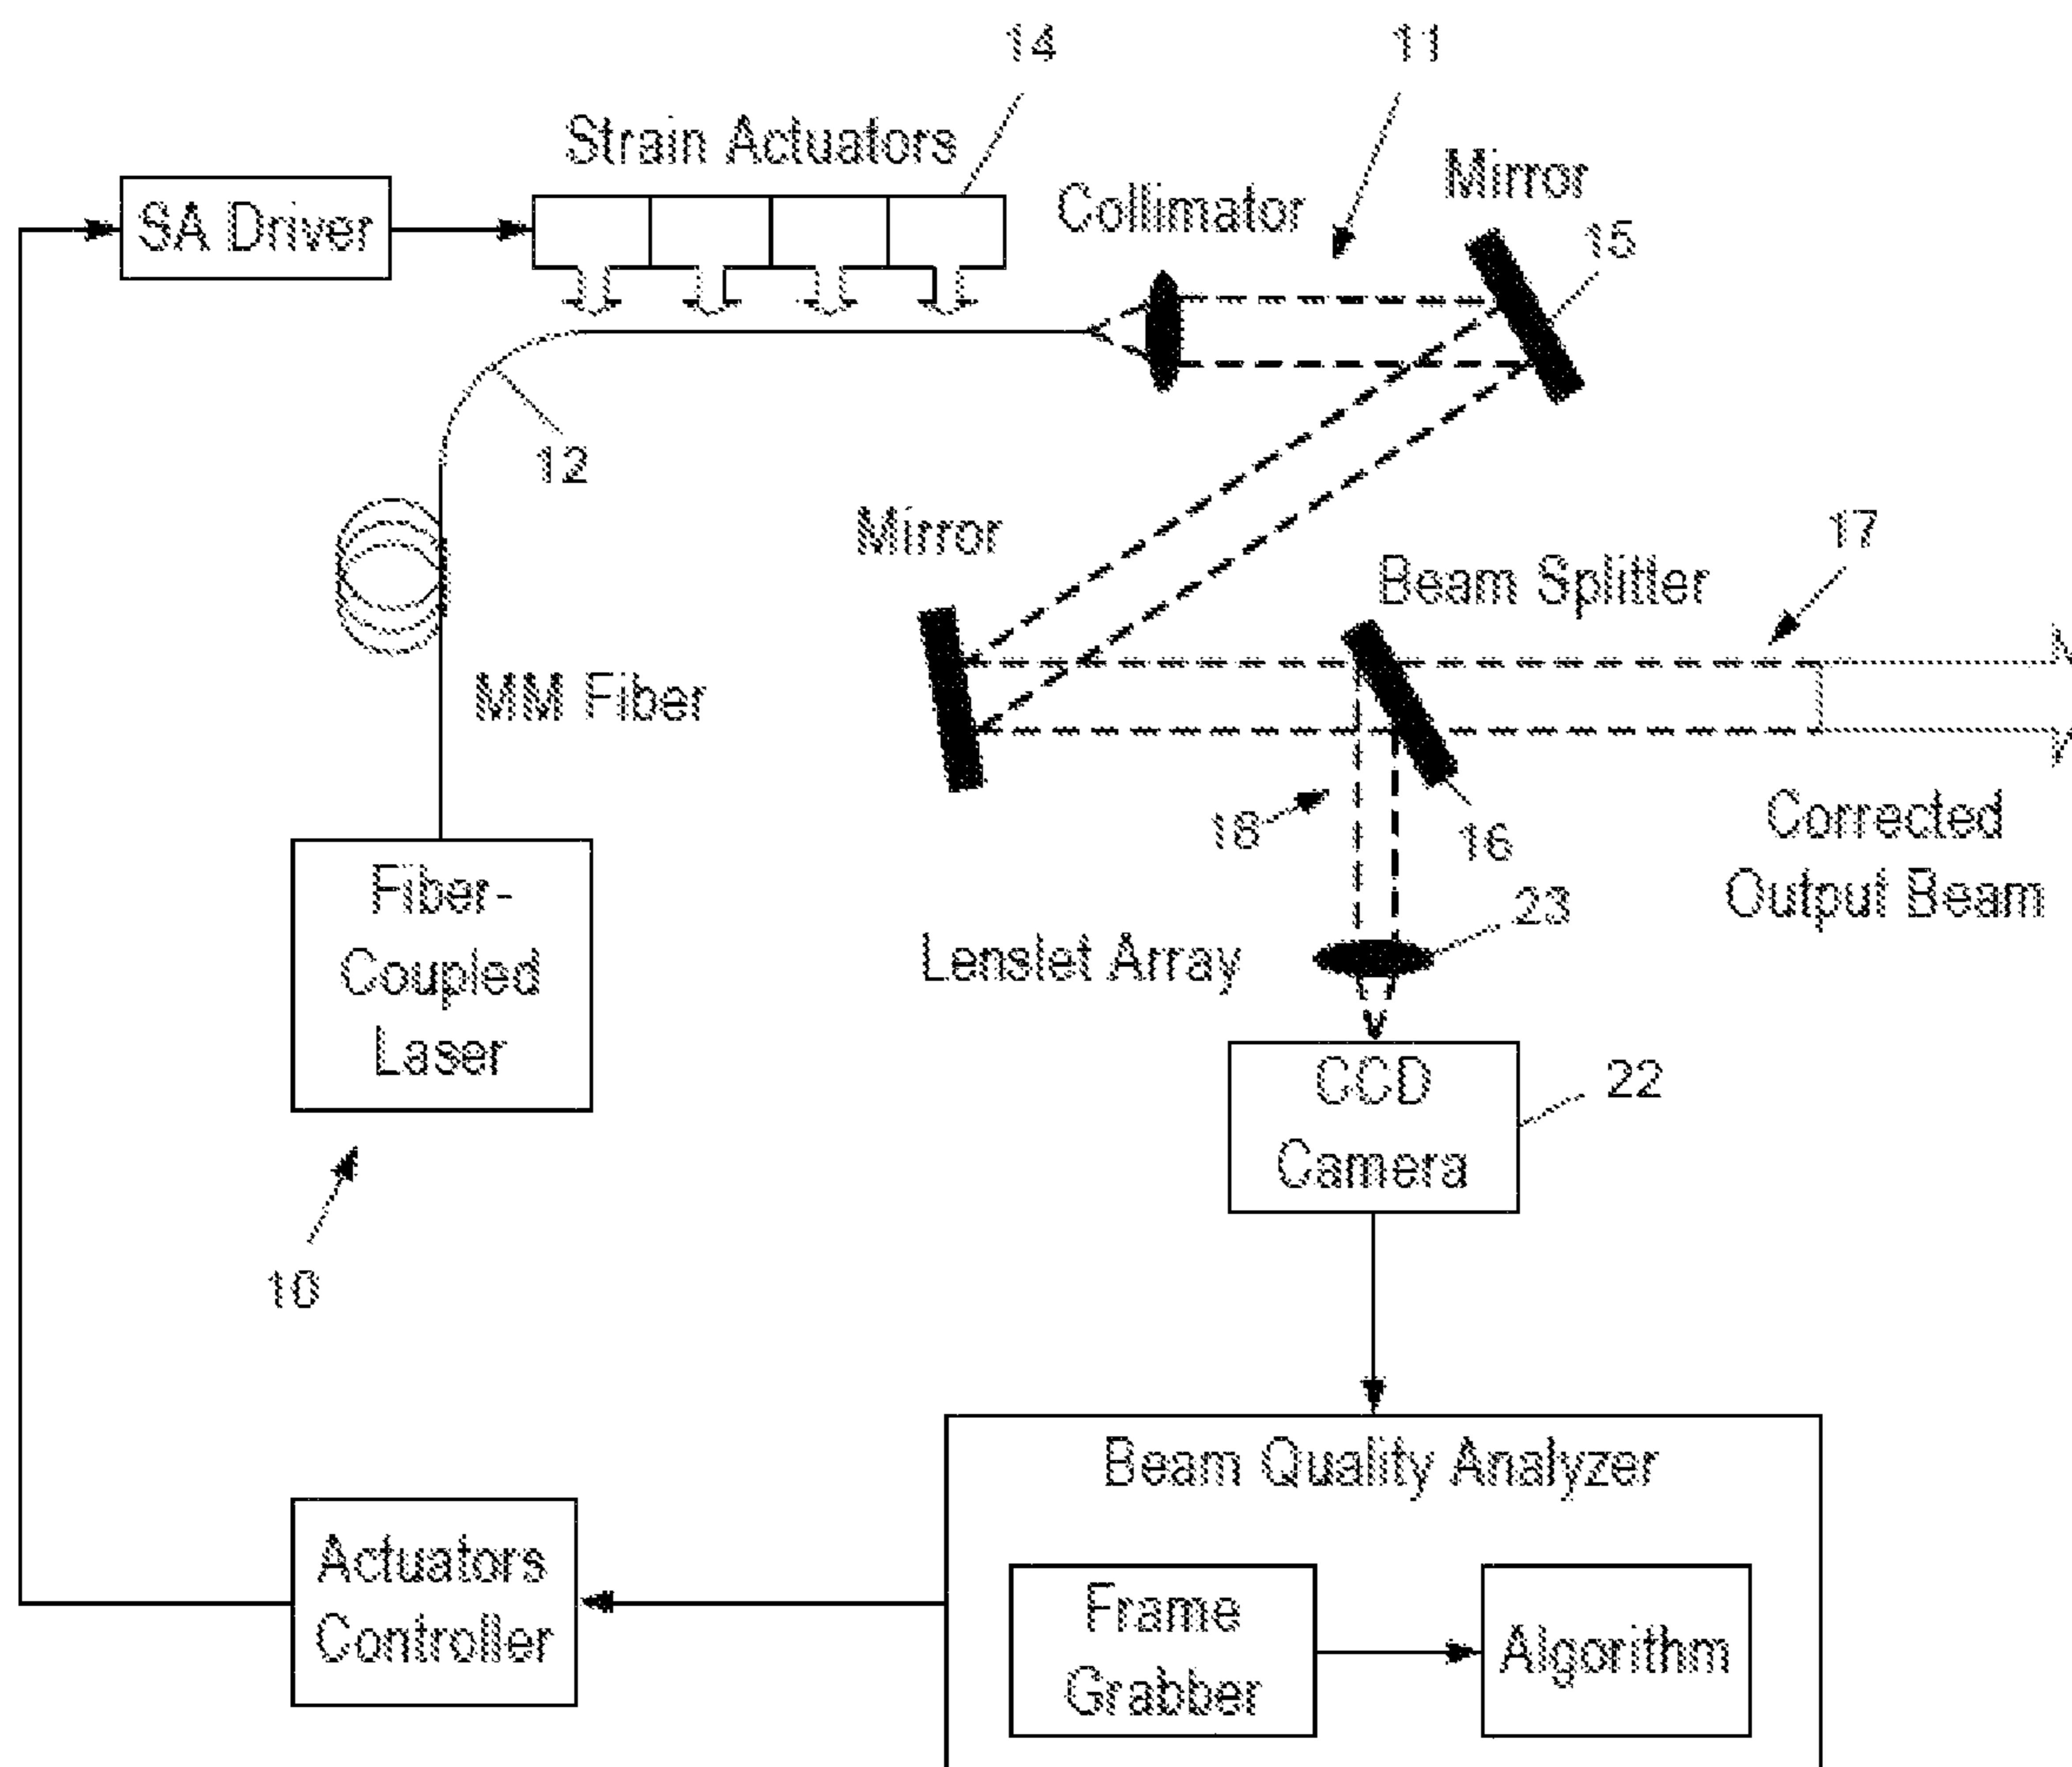 14
11
Strain Actuators
Mirror
SA Driver
Collimator
15
12
Mirror
17
Beam Splitter
MM Fiber
Corrected
Output Beam
18
16
Fiber-
Coupled
Laser
23
Lenslet Array
CCD
Camera
22
10
Beam Quality Analyzer
Actuators
Controller
Frame
Grabber
Algorithm